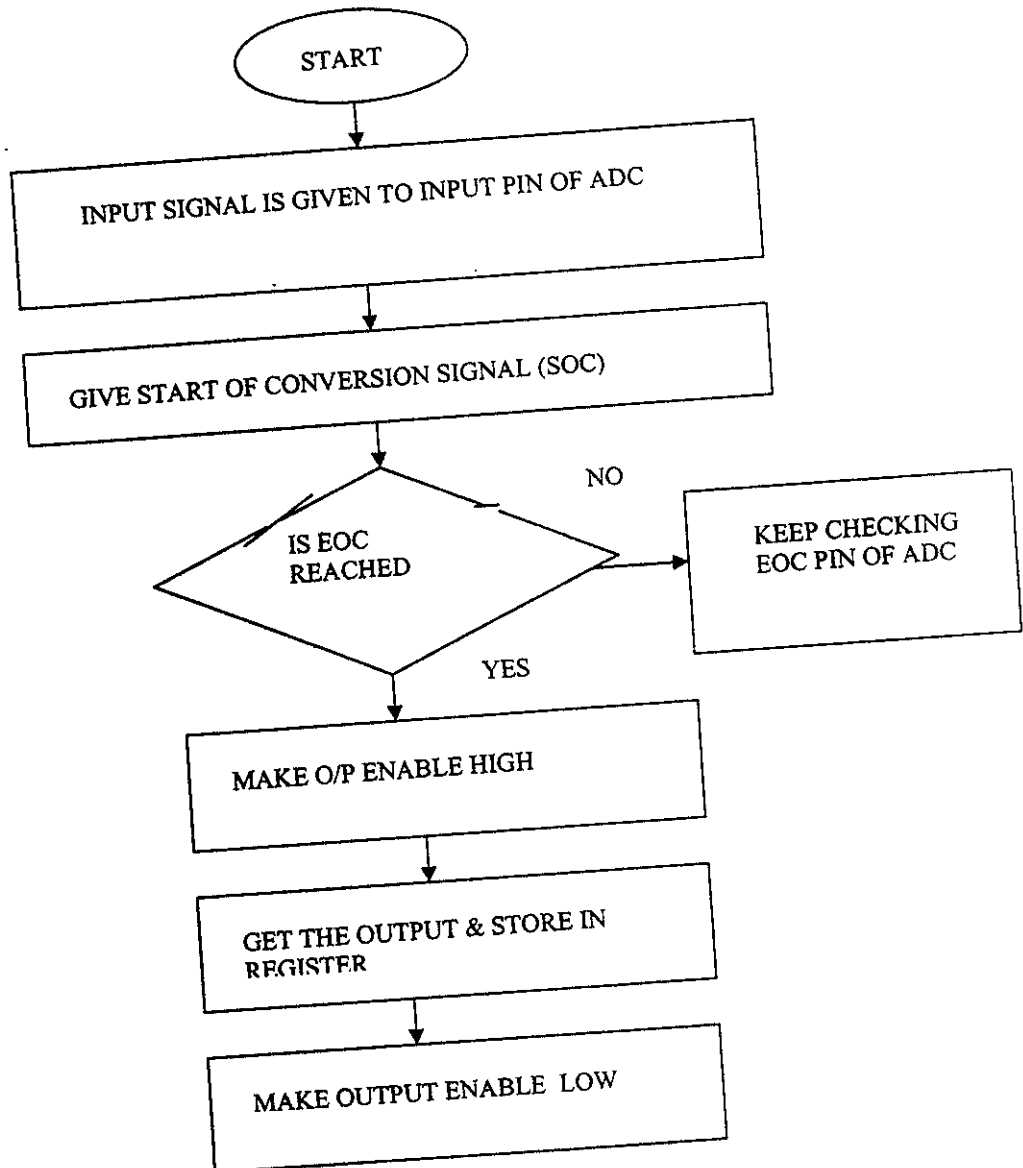 START
INPUT SIGNAL IS GIVEN TO INPUT PIN OF ADC
GIVE START OF CONVERSION SIGNAL (SOC)
NO
IS EOC
REACHED
KEEP CHECKING
EOC PIN OF ADC
YES
MAKE O/P ENABLE HIGH
GET THE OUTPUT & STORE IN
REGISTER
MAKE OUTPUT ENABLE LOW